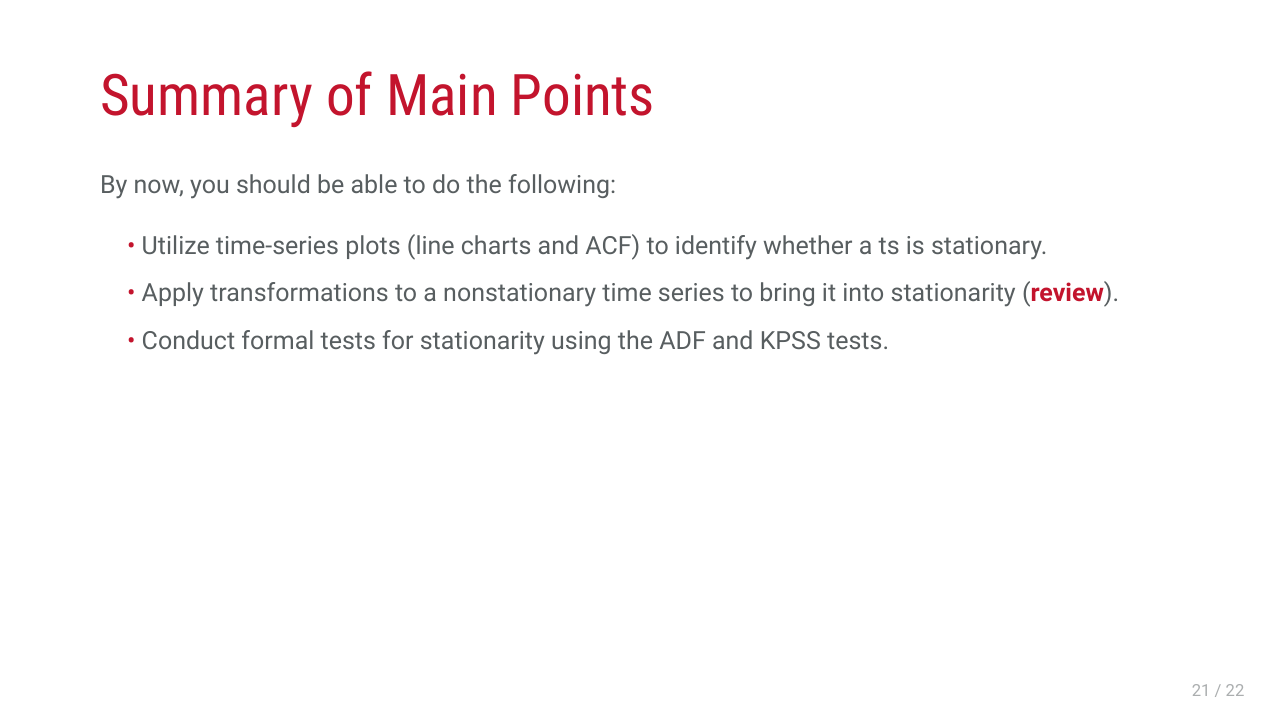 Summary of Main Points
By now, you should be able to do the following:
• Utilize time-series plots (line charts and ACF) to identify whether a ts is stationary.
• Apply transformations to a nonstationary time series to bring it into stationarity (review).
• Conduct formal tests for stationarity using the ADF and KPSS tests.
21 / 22